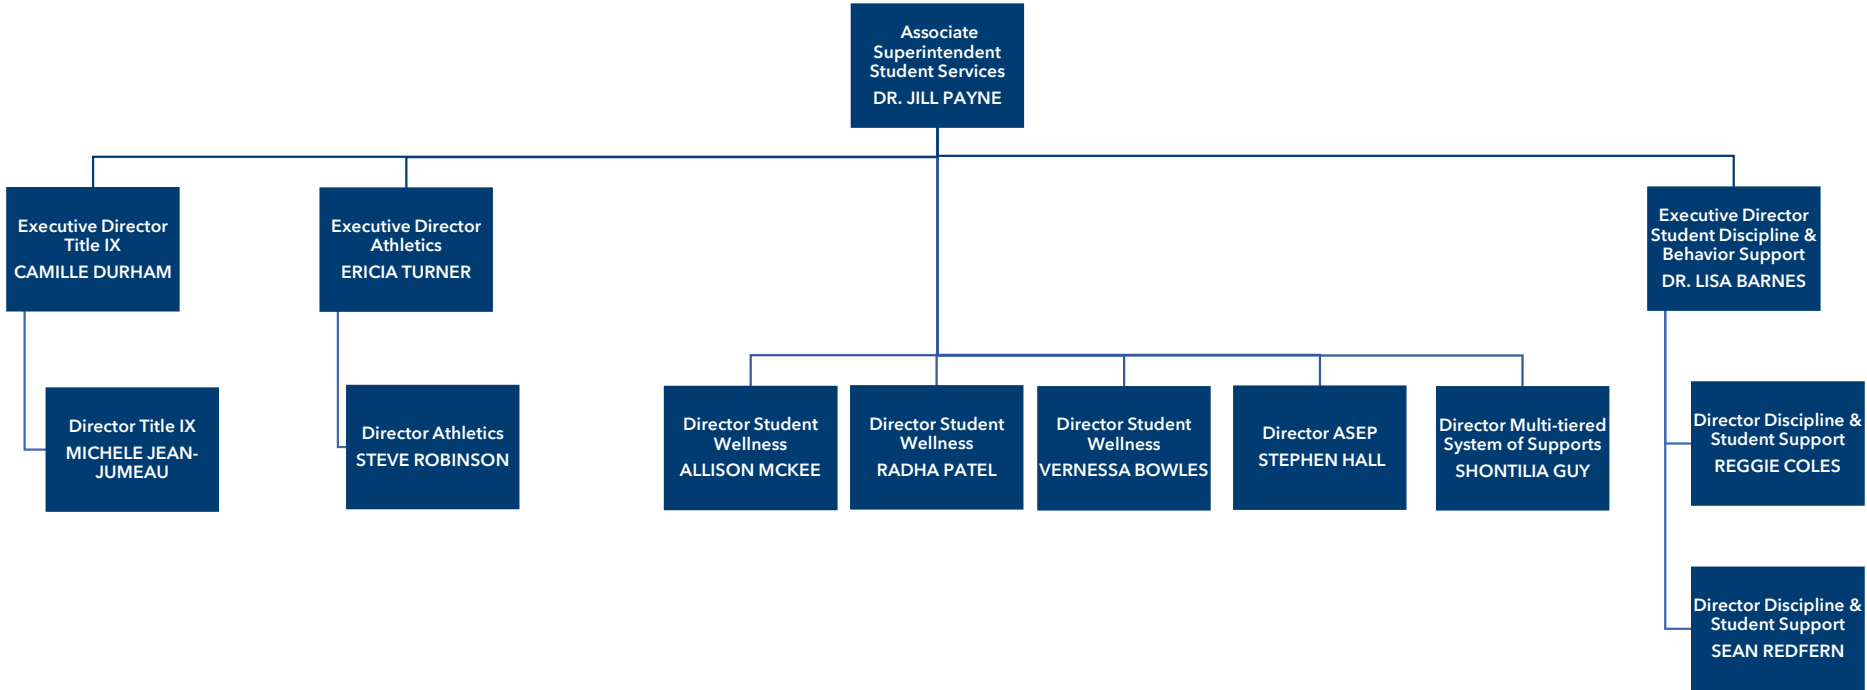 Associate
Superintendent
Student Services
DR. JILL PAYNE
Executive Director
Title IX
CAMILLE DURHAM
Executive Director
Athletics
ERICIA TURNER
Executive Director
Student Discipline &
Behavior Support
DR. LISA BARNES
Director Title IX
MICHELE JEAN-
JUMEAU
Director Athletics
STEVE ROBINSON
Director Student
Wellness
ALLISON MCKEE
Director Student
Wellness
RADHA PATEL
Director Student
Wellness
VERNESSA BOWLES
Director ASEP
STEPHEN HALL
Director Multi-tiered
System of Supports
SHONTILIA GUY
Director Discipline &
Student Support
REGGIE COLES
Director Discipline &
Student Support
SEAN REDFERN